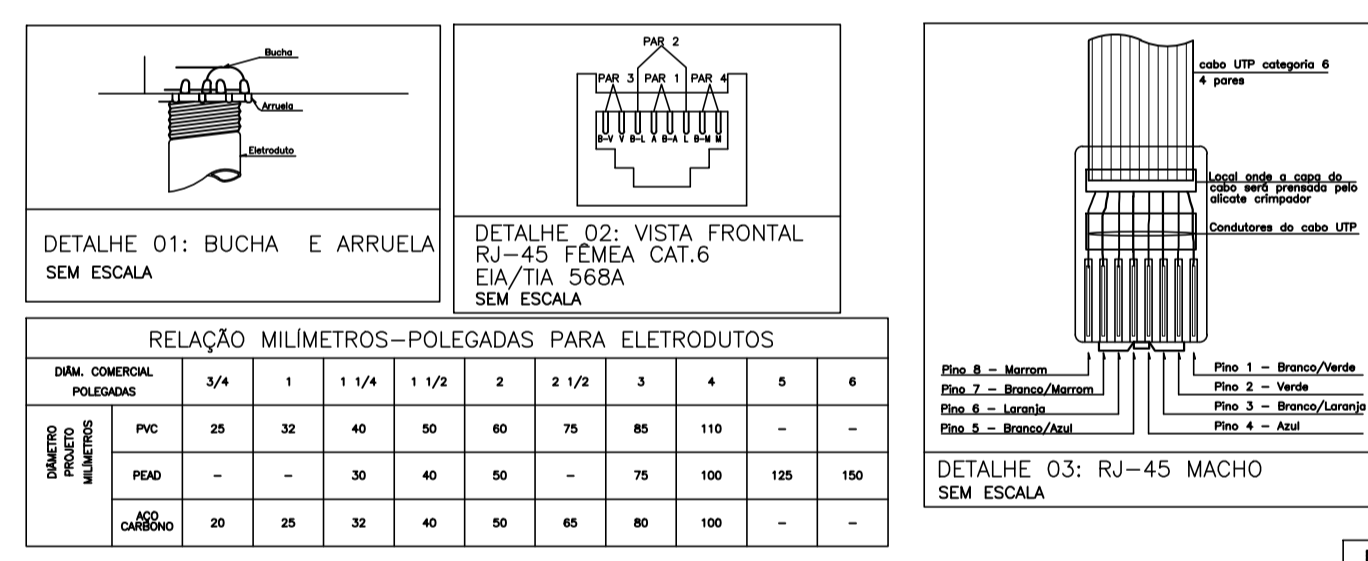 Bucha
Arruela
Eletroduto
DETALHE 01: BUCHA E ARRUELA
SEM ESCALA
PAR 2
PAR 3 PAR 1 PAR 4
B-V V B-L A B-A L B-M M
DETALHE 02: VISTA FRONTAL
RJ-45 FÊMEA CAT.6
EIA/TIA 568A
SEM ESCALA
RELAÇÃO MILÍMETROS-POLEGADAS PARA ELETRODUTOS
DIÂM. COMERCIAL
POLEGADAS
3/4 1 1 1/4 1 1/2 2 2 1/2 3 4 5 6
DIÂMETRO
PROJETO
MILÍMETROS
PVC 25 32 40 50 60 75 85 110 - -
PEAD - - 30 40 50 - 75 100 125 150
AÇO
CARBONO 20 25 32 40 50 65 80 100 - -
cabo UTP categoria 6
4 pares
Local onde a capa do
cabo será prensada pelo
alicate crimpador
Condutores do cabo UTP
Pino 8 - Marrom
Pino 7 - Branco/Marrom
Pino 6 - Laranja
Pino 5 - Branco/Azul
Pino 1 - Branco/Verde
Pino 2 - Verde
Pino 3 - Branco/Laranja
Pino 4 - Azul
DETALHE 03: RJ-45 MACHO
SEM ESCALA